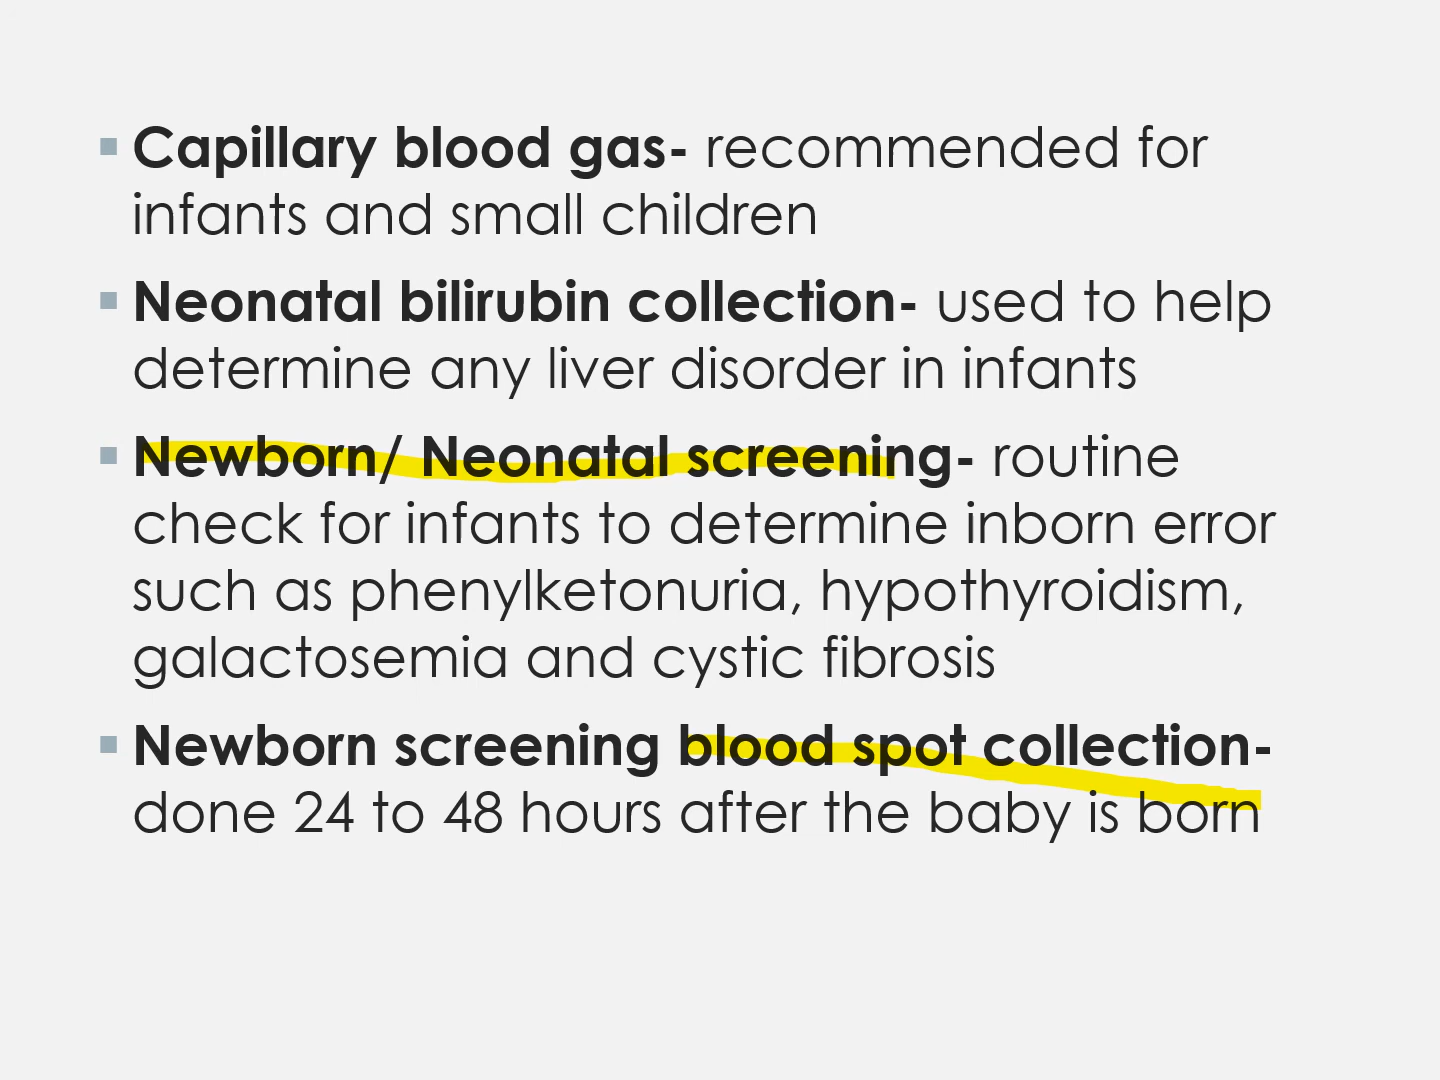 ▪ Capillary blood gas- recommended for
infants and small children
▪ Neonatal bilirubin collection- used to help
determine any liver disorder in infants
▪ Newborn/ Neonatal screening- routine
check for infants to determine inborn error
such as phenylketonuria, hypothyroidism,
galactosemia and cystic fibrosis
▪ Newborn screening blood spot collection-
done 24 to 48 hours after the baby is born